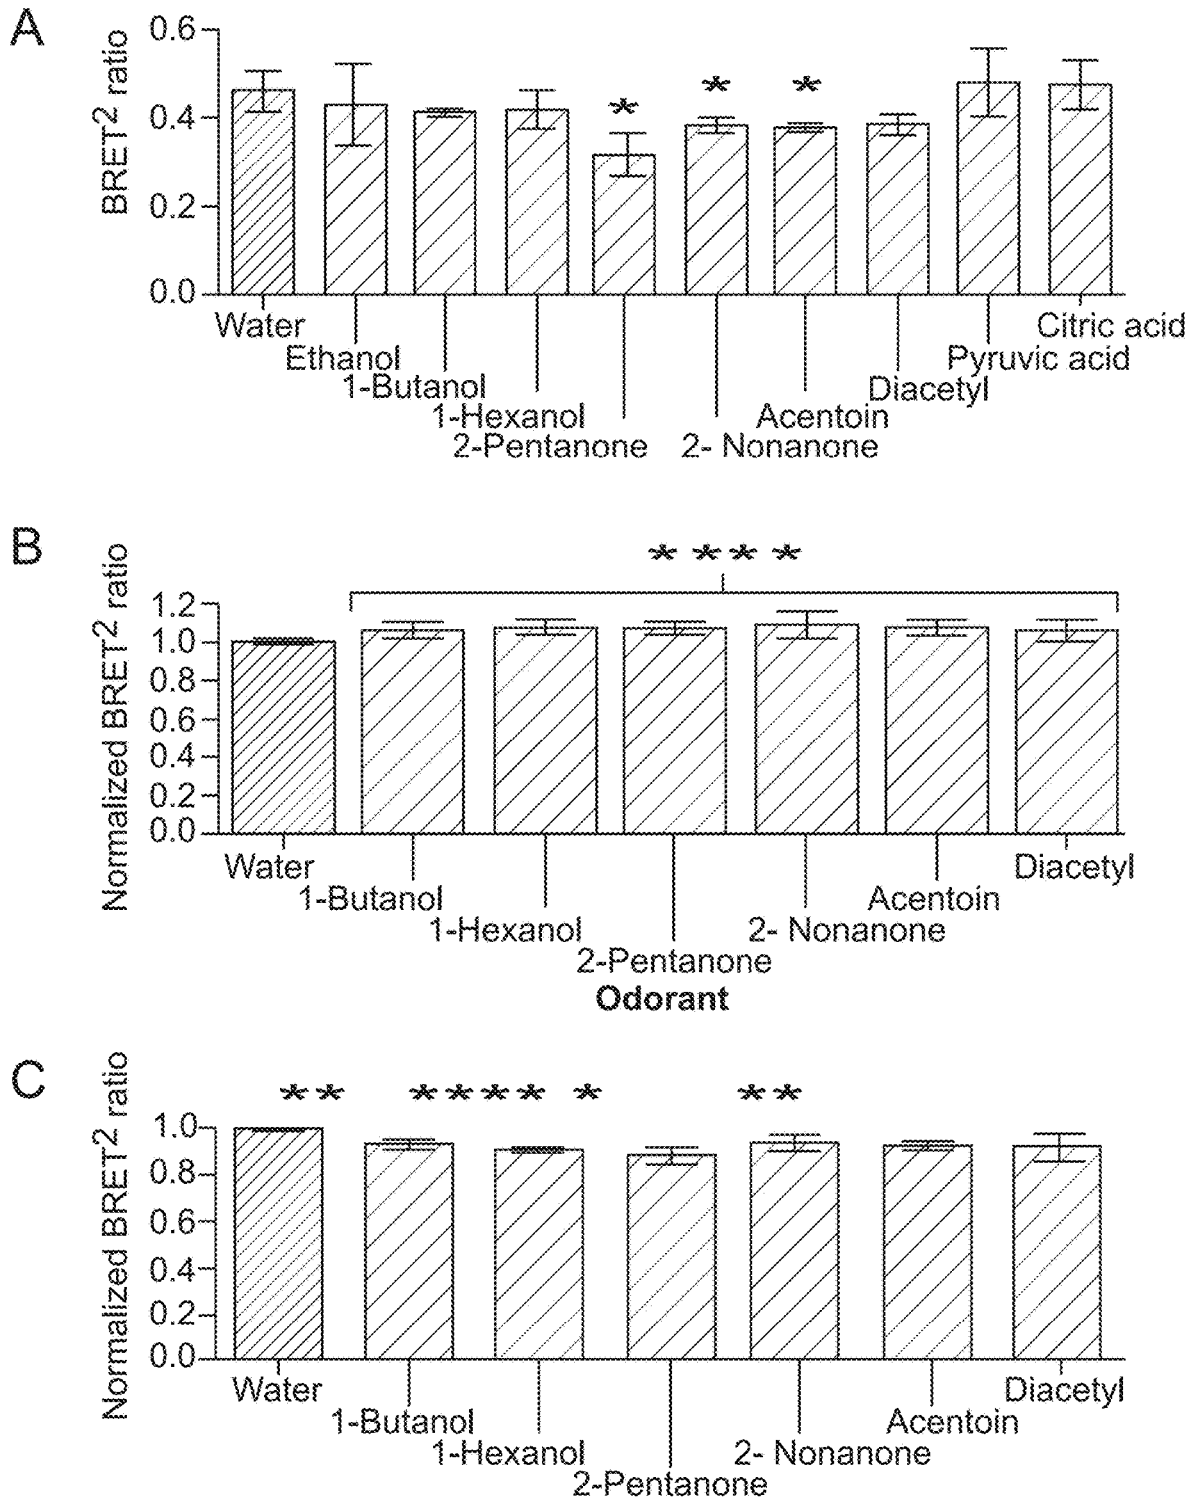 A
BRET2 ratio
0.6
0.4
0.2
0.0
* * *
Water
Citric acid
Ethanol
Pyruvic acid
1-Butanol
Diacetyl
1-Hexanol
Acentoin
2-Pentanone
2- Nonanone
B
Normalized BRET2 ratio
* * * *
1.2
1.0
0.8
0.6
0.4
0.2
0.0
Water
Diacetyl
1-Butanol
Acentoin
1-Hexanol
2- Nonanone
2-Pentanone
Odorant
C
Normalized BRET2 ratio
* * * * * * * * *
1.0
0.8
0.6
0.4
0.2
0.0
Water
Diacetyl
1-Butanol
Acentoin
1-Hexanol
2- Nonanone
2-Pentanone